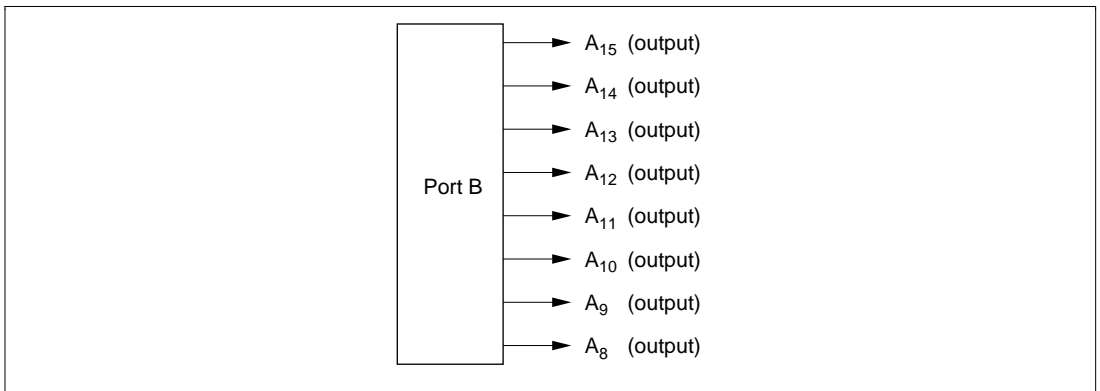 A15 (output)
A14 (output)
A13 (output)
A12 (output)
Port B
A11 (output)
A10 (output)
A9 (output)
A8 (output)